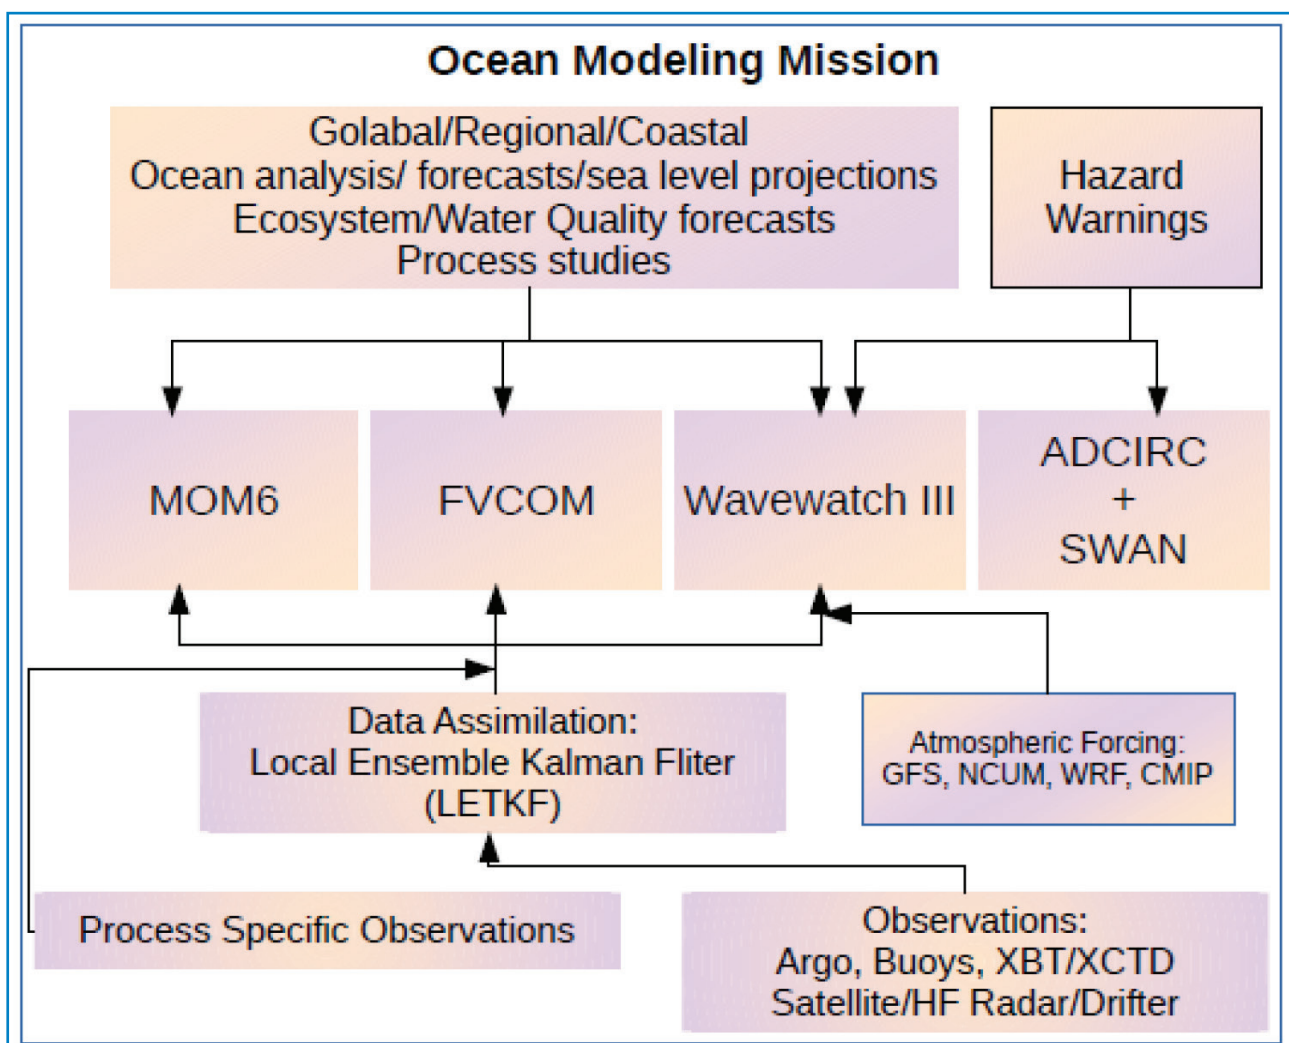 Ocean Modeling Mission
Golabal/Regional/Coastal
Ocean analysis/ forecasts/sea level projections
Ecosystem/Water Quality forecasts
Process studies
Hazard
Warnings
MOM6
FVCOM
Wavewatch III
ADCIRC
+
SWAN
Data Assimilation:
Local Ensemble Kalman Fliter
(LETKF)
Atmospheric Forcing:
GFS, NCUM, WRF, CMIP
Process Specific Observations
Observations:
Argo, Buoys, XBT/XCTD
Satellite/HF Radar/Drifter